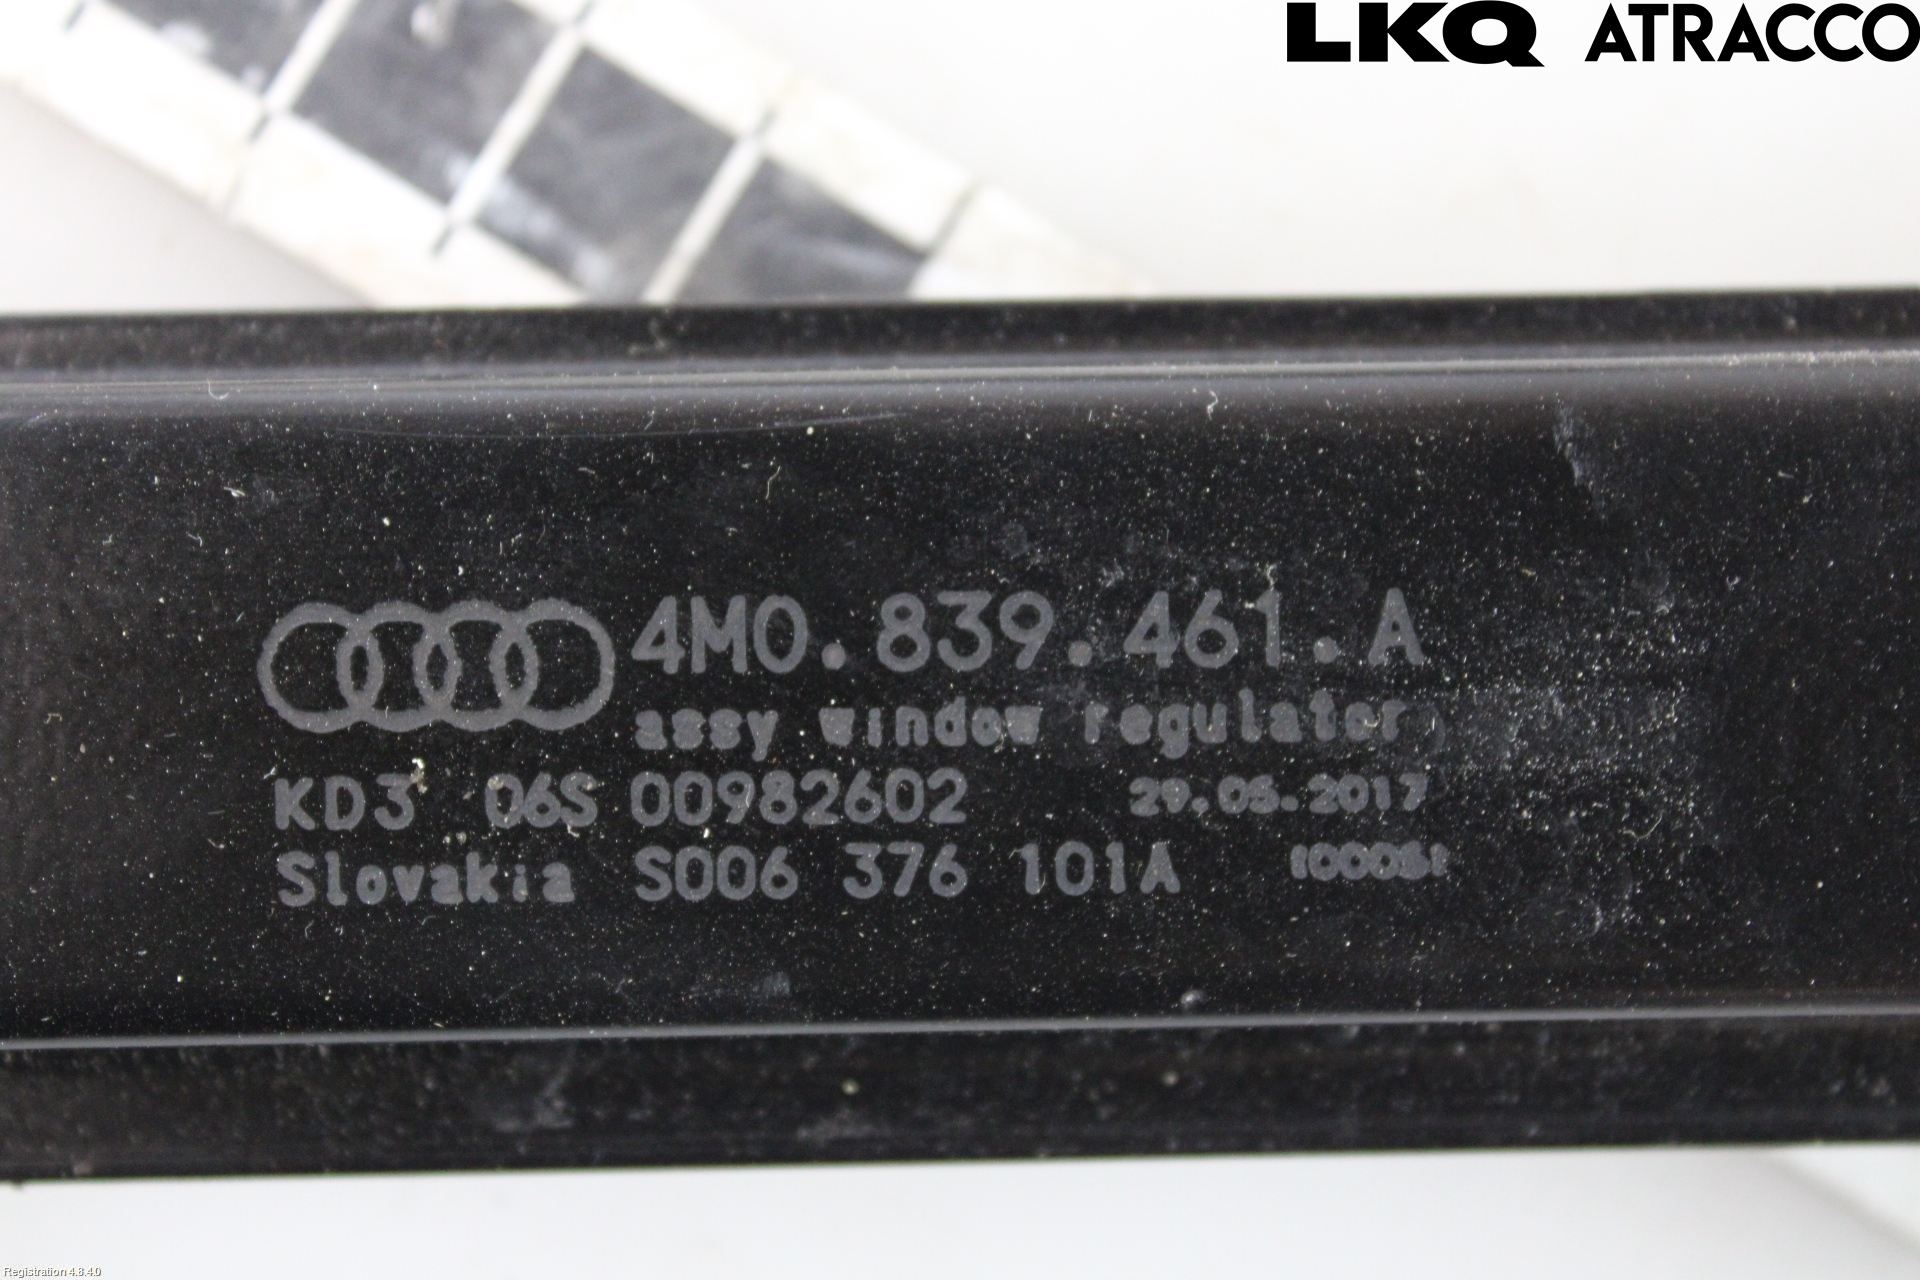 LKQ ATRACCO
4M0.839.461.A
assy window regulator
KD3 06S 00982602 29.05.2017
Slovakia S006 376 101A
Registration 4.8.4.0